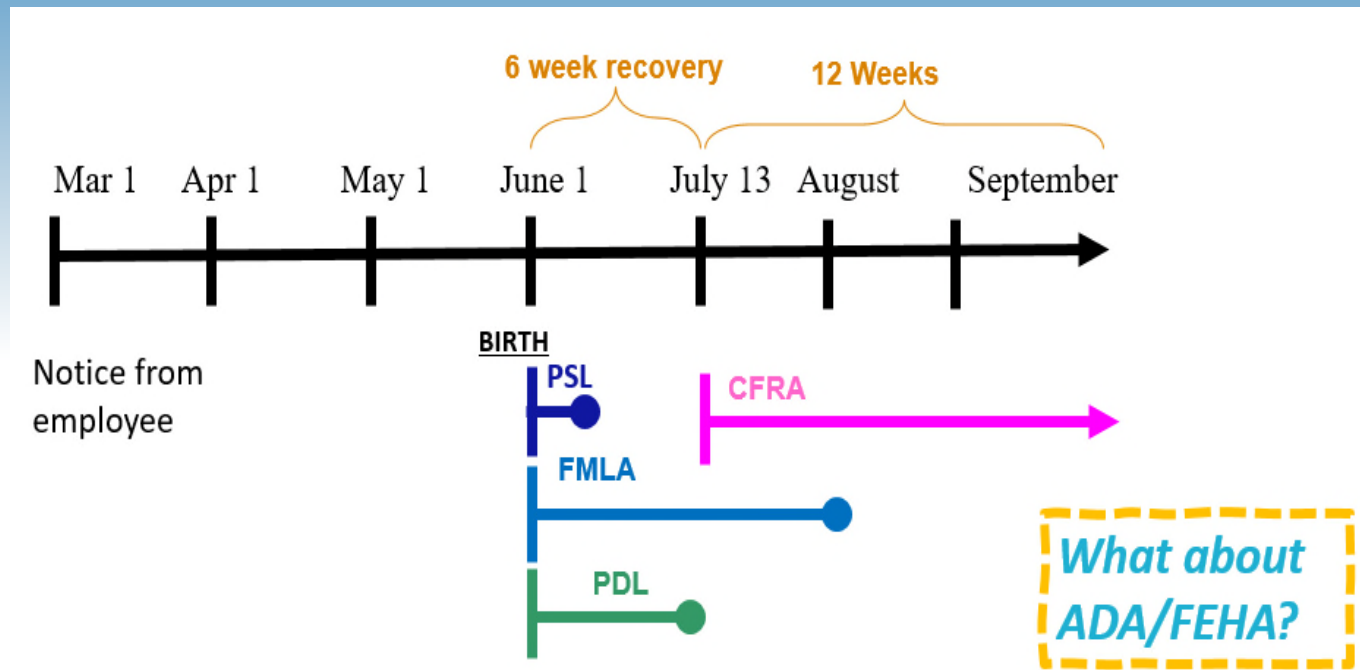 6 week recovery
12 Weeks
Mar 1
Apr 1
May 1
June 1
July 13
August
September
Notice from
employee
BIRTH
PSL
CFRA
FMLA
PDL
What about
ADA/FEHA?